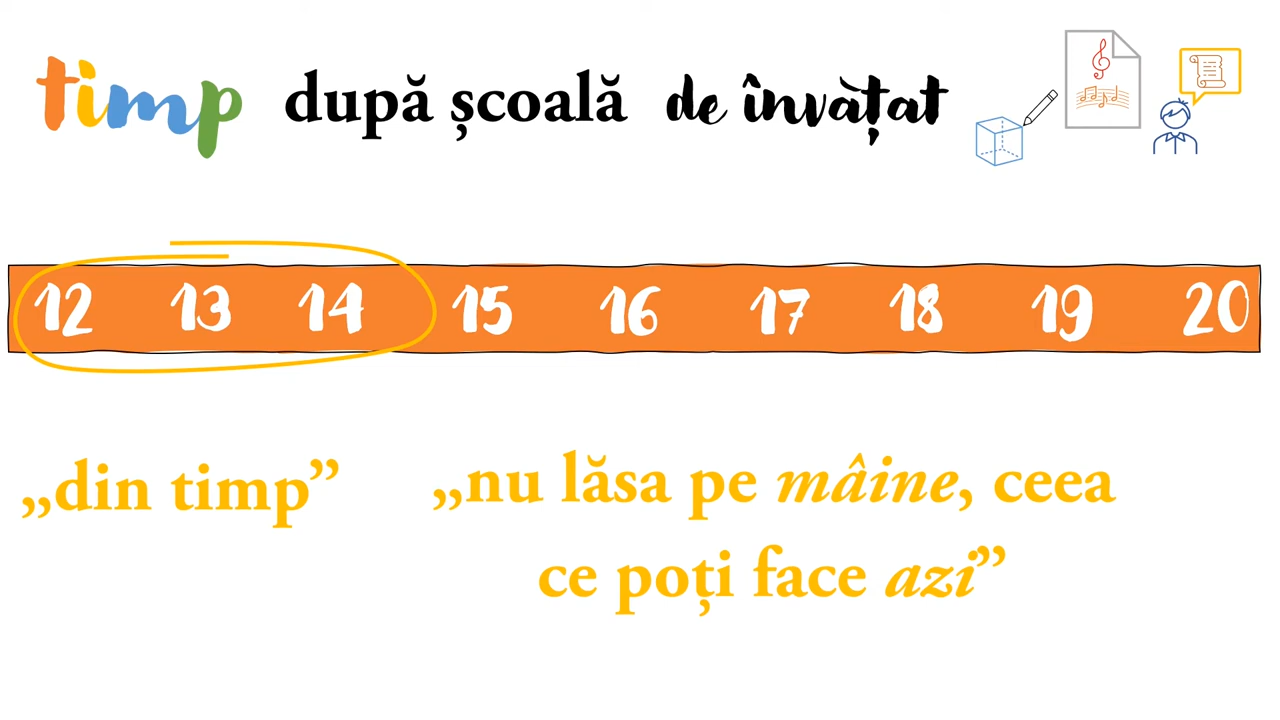 timp după școală de învățat
12 13 14 15 16 17 18 19 20
„din timp” „nu lăsa pe mâine, ceea
ce poți face azi”